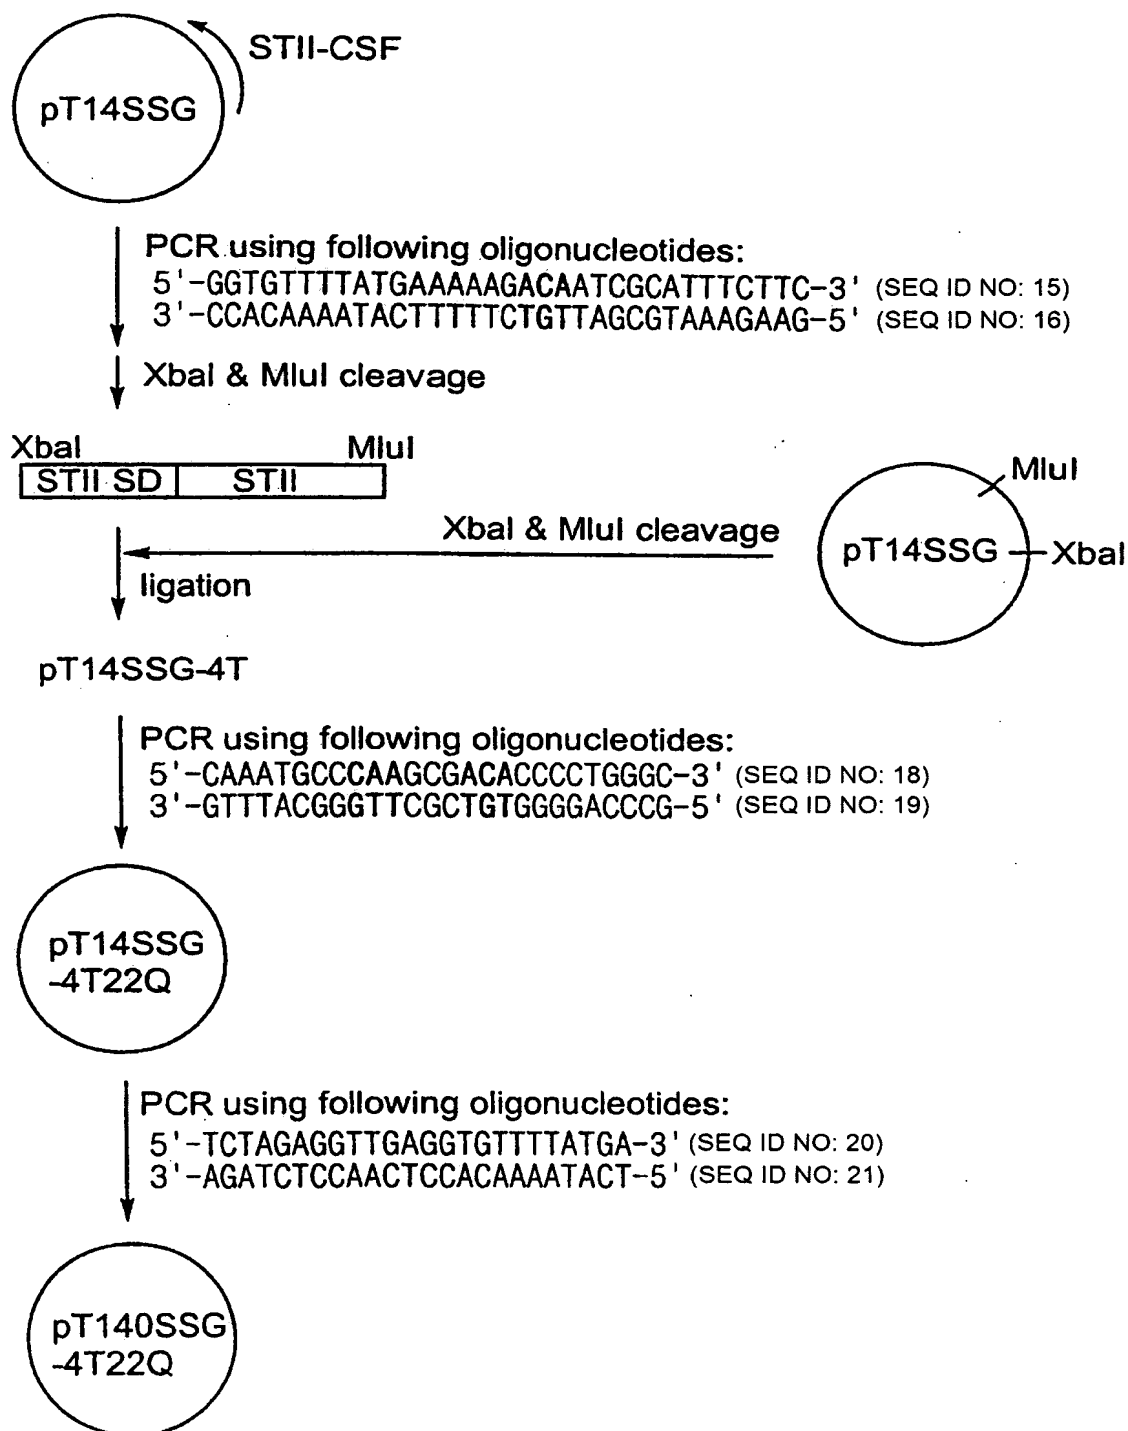 STII-CSF
pT14SSG
PCR using following oligonucleotides:
5'-GGTGTTTTATGAAAAAGACAATCGCATTTCTTC-3' (SEQ ID NO: 15)
3'-CCACAAAATACTTTTTCTGTTAGCGTAAAGAAG-5' (SEQ ID NO: 16)
XbaI & MluI cleavage
XbaI MluI
STII SD STII
MluI
XbaI & MluI cleavage
pT14SSG XbaI
ligation
pT14SSG-4T
PCR using following oligonucleotides:
5'-CAAATGCCCAAGCGACACCCCTGGGC-3' (SEQ ID NO: 18)
3'-GTTTACGGGTTCGCTGTGGGGACCCG-5' (SEQ ID NO: 19)
pT14SSG
-4T22Q
PCR using following oligonucleotides:
5'-TCTAGAGGTTGAGGTGTTTTATGA-3' (SEQ ID NO: 20)
3'-AGATCTCCAACTCCACAAAATACT-5' (SEQ ID NO: 21)
pT140SSG
-4T22Q